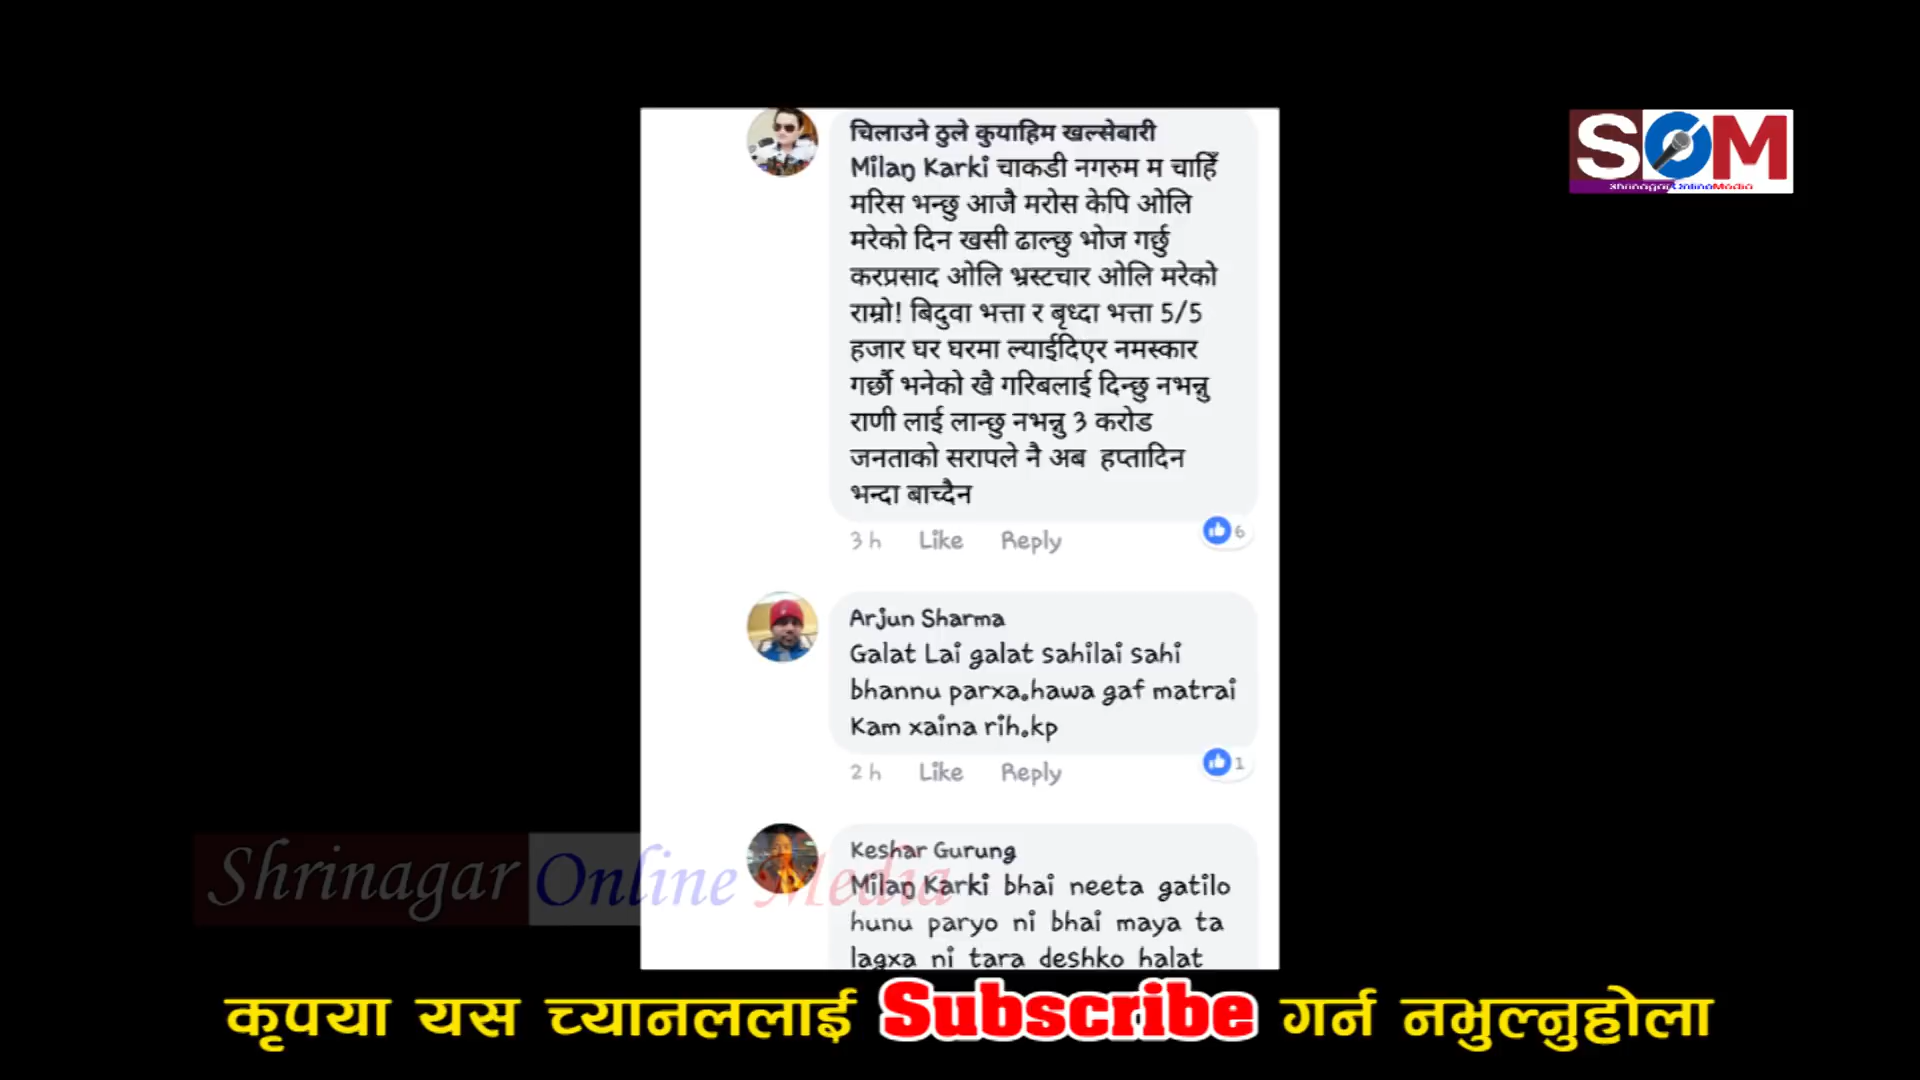 चिलाउने ठुले कुयाहिम खल्सेबारी
Milaŋ Karki चाकडी नगरुम म चाहिँ
मरिस भन्छु आजै मरोस केपि ओलि
मरेको दिन खसी ढाल्छु भोज गर्छु
करप्रसाद ओलि भ्रस्टचार ओलि मरेको
राम्रो! बिदुवा भत्ता र बृध्दा भत्ता 5/5
हजार घर घरमा ल्याईदिएर नमस्कार
गर्छौ भनेको खै गरिबलाई दिन्छु नभन्नु
राणी लाई लान्छु नभन्नु 3 करोड
जनताको सरापले नै अब हप्तादिन
भन्दा बाच्दैन
3 h Like Reply 6
Arjun Sharma
Galat Lai galat sahilai sahi
bhannu parxa.hawa gaf matrai
Kam xaina rih.kp
2 h Like Reply 1
Keshar Gurung
Milaŋ Karki bhai neeta gatilo
hunu paryo ni bhai maya ta
lagxa ni tara deshko halat
SOM
ShrinagarOnlineMedia
Shrinagar Online Media
कृपया यस च्यानललाई Subscribe गर्न नभुल्नुहोला